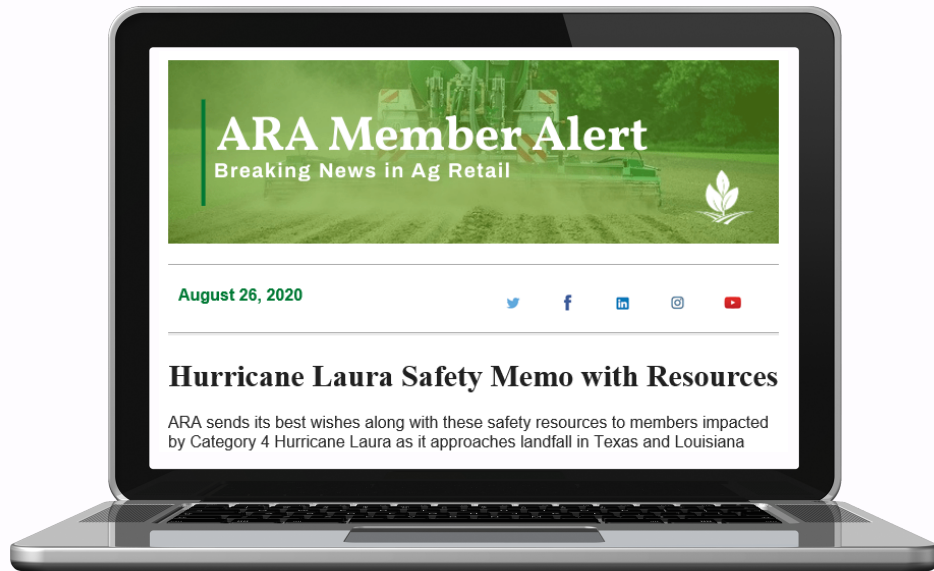 ARA Member Alert
Breaking News in Ag Retail
August 26, 2020
Hurricane Laura Safety Memo with Resources
ARA sends its best wishes along with these safety resources to members impacted
by Category 4 Hurricane Laura as it approaches landfall in Texas and Louisiana